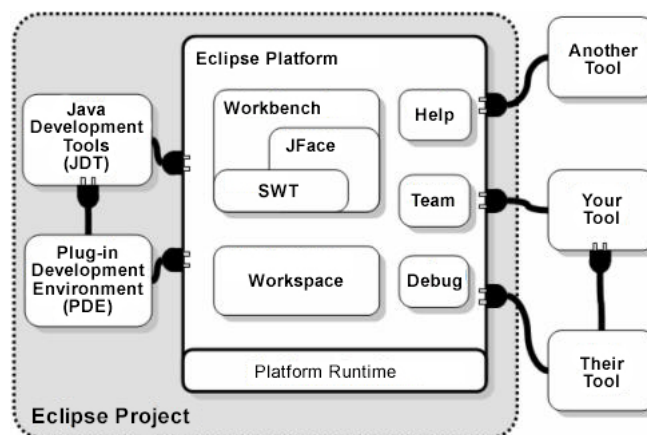 Eclipse Platform
Another
Tool
Workbench
Help
Java
Development
Tools
(JDT)
JFace
SWT
Team
Your
Tool
Plug-in
Development
Environment
(PDE)
Workspace
Debug
Their
Tool
Platform Runtime
Eclipse Project